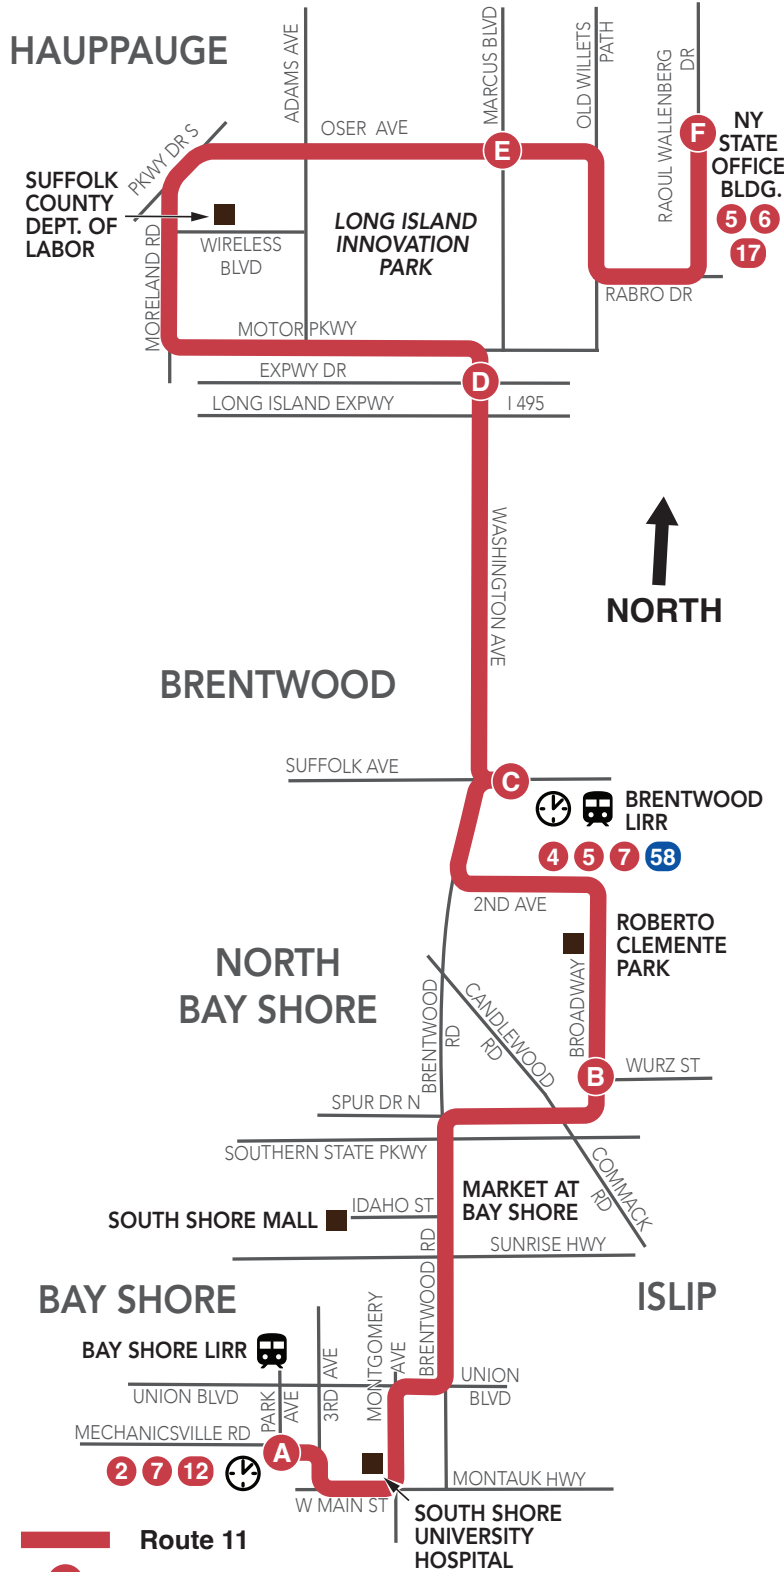 HAUPPAUGE
ADAMS AVE
MARCUS BLVD
OLD WILLETS
PATH
RAOUL WALLENBERG
DR
PKWY DR S
OSER AVE
E
F
NY
STATE
OFFICE
BLDG.
5 6
17
SUFFOLK
COUNTY
DEPT. OF
LABOR
WIRELESS
BLVD
LONG ISLAND
INNOVATION
PARK
MORELAND RD
RABRO DR
MOTOR PKWY
EXPWY DR
D
LONG ISLAND EXPWY
I 495
WASHINGTON AVE
NORTH
BRENTWOOD
SUFFOLK AVE
C
BRENTWOOD
LIRR
4 5 7 58
2ND AVE
ROBERTO
CLEMENTE
PARK
NORTH
BAY SHORE
BRENTWOOD
RD
CANDLEWOOD
RD
BROADWAY
B
WURZ ST
SPUR DR N
SOUTHERN STATE PKWY
COMMACK
RD
IDAHO ST
MARKET AT
BAY SHORE
SOUTH SHORE MALL
SUNRISE HWY
BRENTWOOD RD
BAY SHORE
ISLIP
BAY SHORE LIRR
3RD AVE
MONTGOMERY
AVE
UNION BLVD
UNION
BLVD
PARK
AVE
MECHANICSVILLE RD
A
2 7 12
MONTAUK HWY
W MAIN ST
SOUTH SHORE
UNIVERSITY
HOSPITAL
Route 11